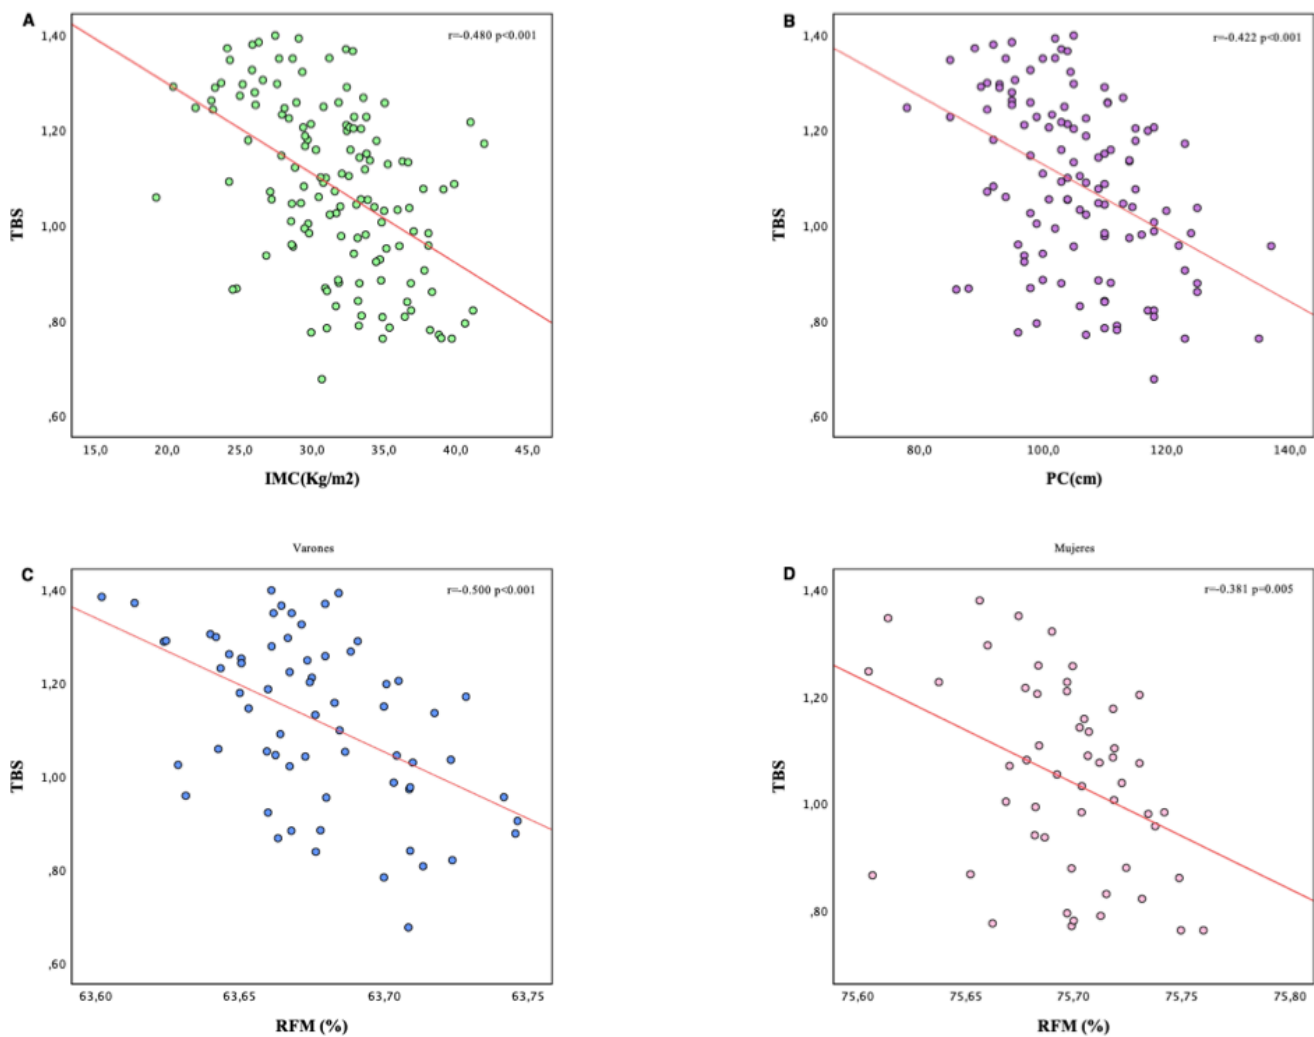 A
r=-0.480 p<0.001
1,40
1,20
1,00
,80
,60
TBS
15,0 20,0 25,0 30,0 35,0 40,0 45,0
IMC(Kg/m2)
B
r=-0.422 p<0.001
1,40
1,20
1,00
,80
,60
TBS
80,0 100,0 120,0 140,0
PC(cm)
Varones
C
r=-0.500 p<0.001
1,40
1,20
1,00
,80
,60
TBS
63,60 63,65 63,70 63,75
RFM (%)
Mujeres
D
r=-0.381 p=0.005
1,40
1,20
1,00
,80
TBS
75,60 75,65 75,70 75,75 75,80
RFM (%)